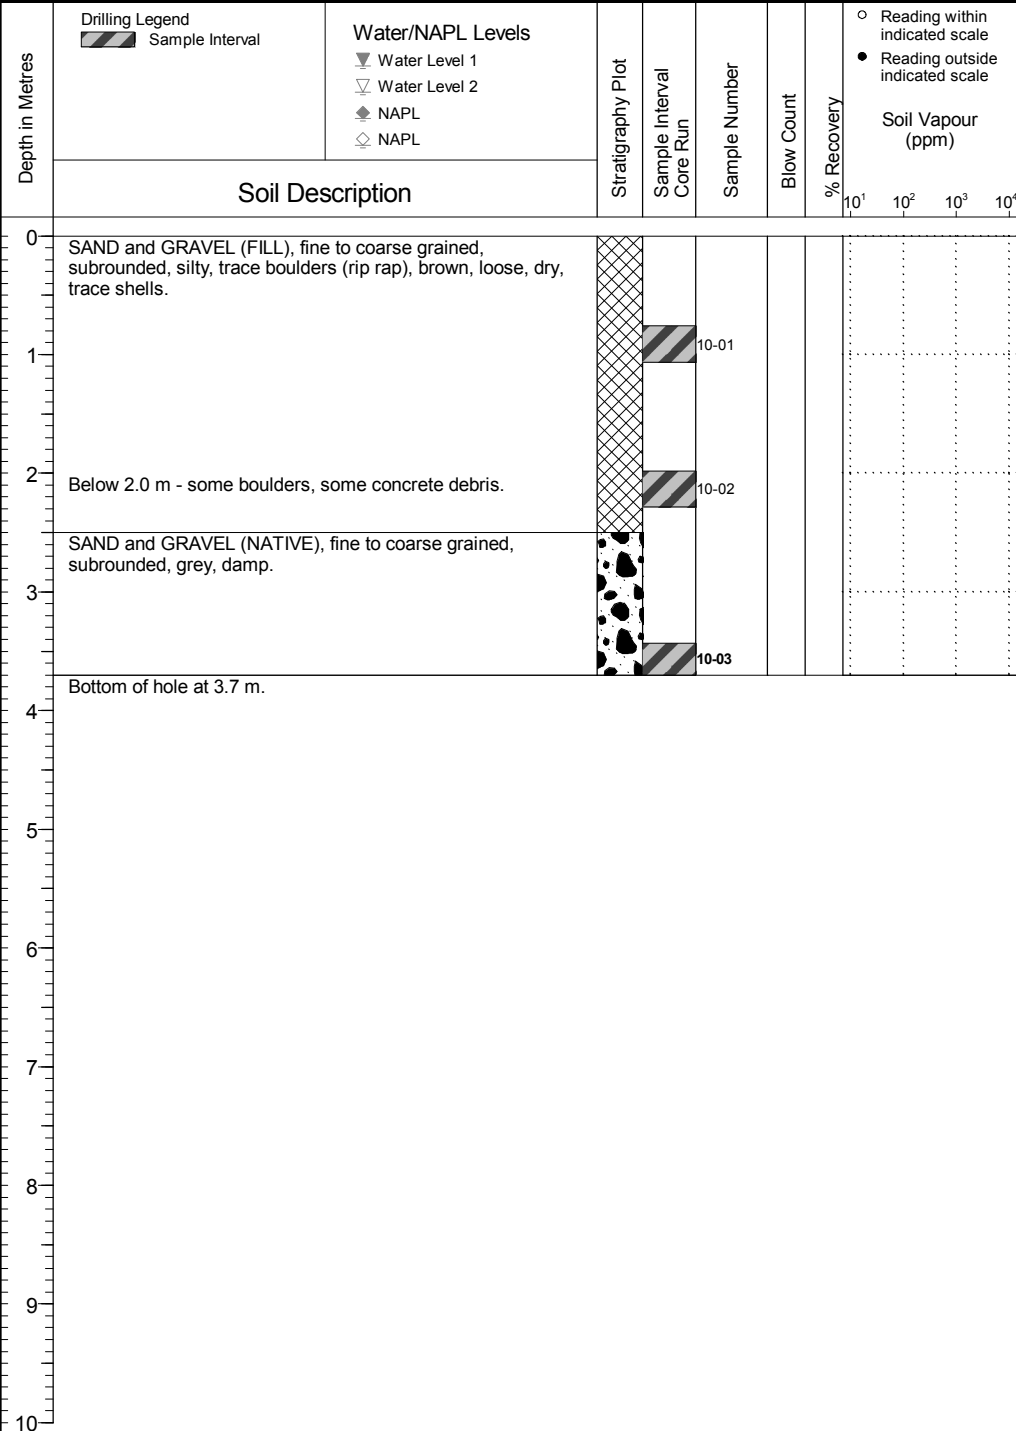 Drilling Legend
Sample Interval
Water/NAPL Levels
Water Level 1
Water Level 2
NAPL
NAPL
Depth in Metres
Soil Description
Stratigraphy Plot
Sample Interval
Core Run
Sample Number
Blow Count
% Recovery
Reading within
indicated scale
Reading outside
indicated scale
Soil Vapour
(ppm)
10¹ 10² 10³ 10⁴
0
SAND and GRAVEL (FILL), fine to coarse grained,
subrounded, silty, trace boulders (rip rap), brown, loose, dry,
trace shells.
10-01
1
2
Below 2.0 m - some boulders, some concrete debris.
10-02
SAND and GRAVEL (NATIVE), fine to coarse grained,
subrounded, grey, damp.
3
10-03
Bottom of hole at 3.7 m.
4
5
6
7
8
9
10